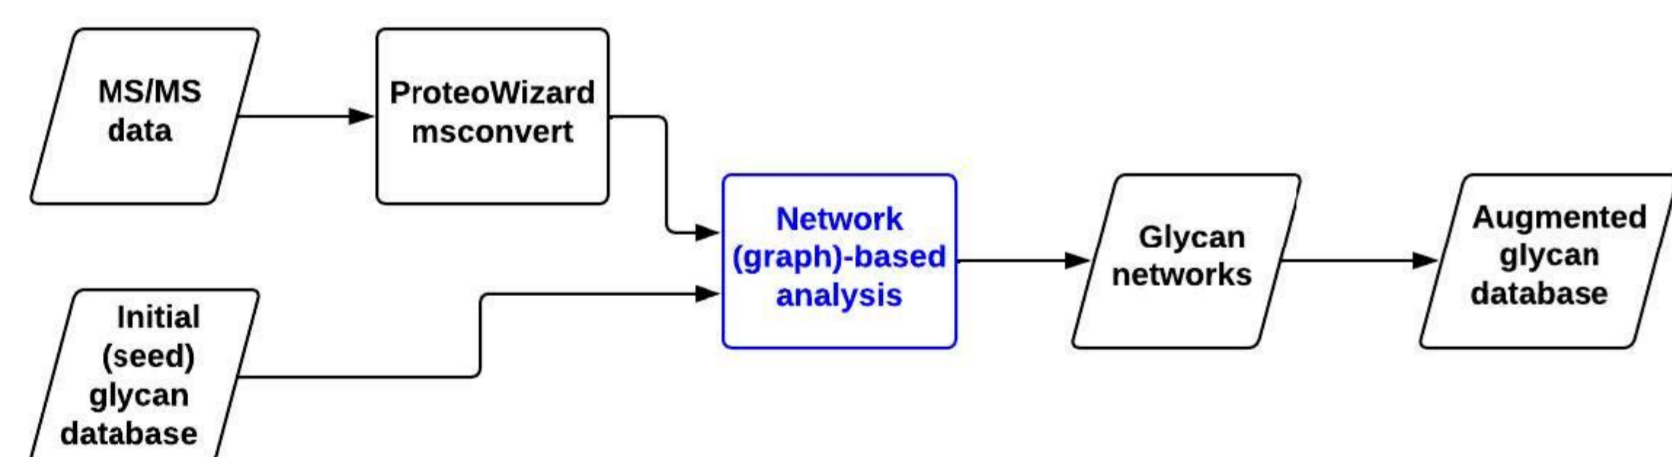 MS/MS
data
ProteoWizard
msconvert
Initial
(seed)
glycan
database
Network
(graph)-based
analysis
Glycan
networks
Augmented
glycan
database